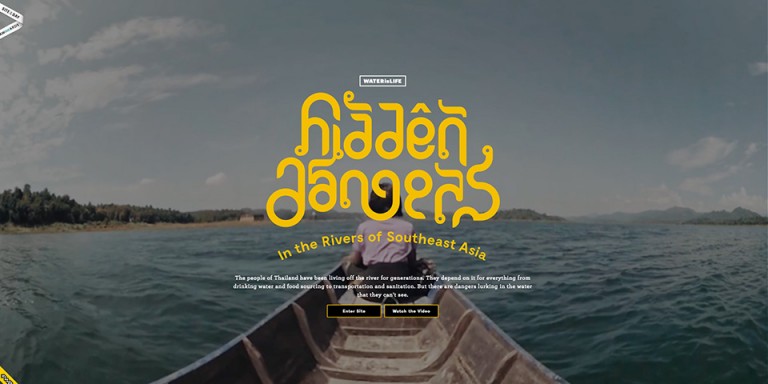 WATERisLIFE
hidden
dangers
In the Rivers of Southeast Asia
The people of Thailand have been living off the river for generations. They depend on it for everything from
drinking water and food sourcing to transportation and sanitation. But there are dangers lurking in the water
that they can't see.
Enter Site
Watch the Video